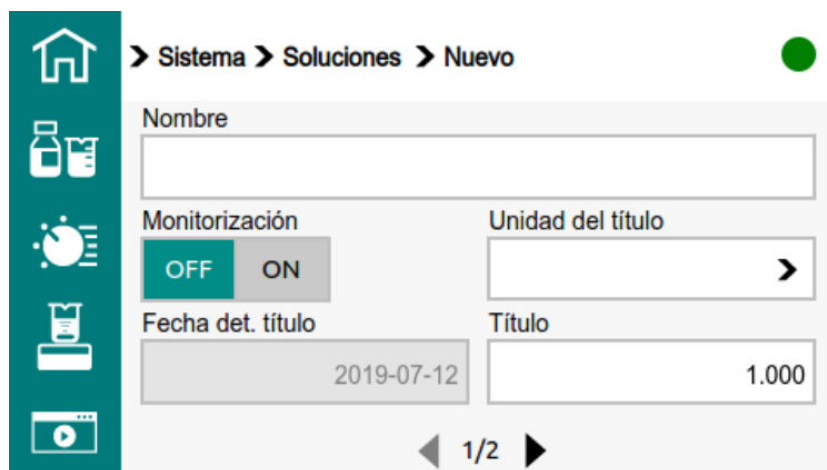 > Sistema > Soluciones > Nuevo
Nombre
Monitorización
Unidad del título
OFF ON
>
Fecha det. título
Título
2019-07-12
1.000
1/2